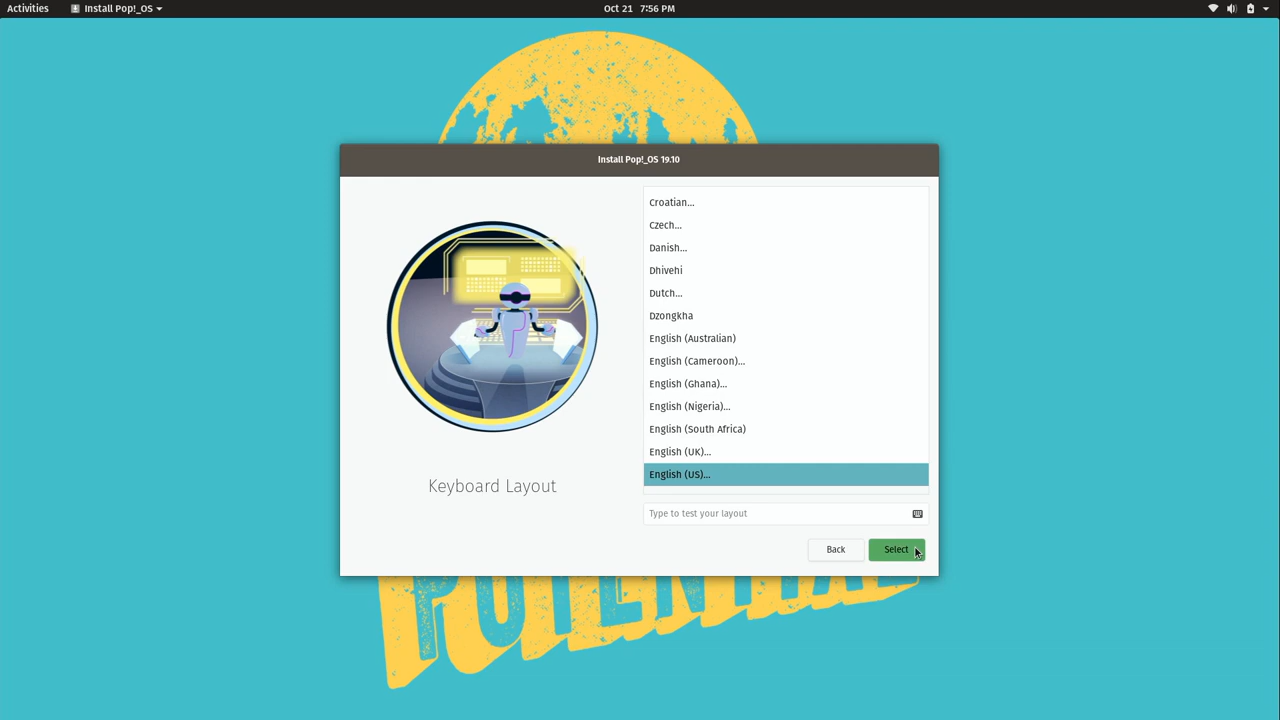 Activities
Install Pop!_OS
Oct 21 7:56 PM
Install Pop!_OS 19.10
Croatian...
Czech...
Danish...
Dhivehi
Dutch...
Dzongkha
English (Australian)
English (Cameroon)...
English (Ghana)...
English (Nigeria)...
English (South Africa)
English (UK)...
English (US)...
Keyboard Layout
Type to test your layout
Back
Select
POTENTIAL